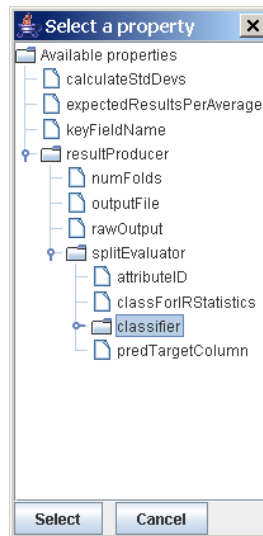 Select a property
Available properties
calculateStdDevs
expectedResultsPerAverage
keyFieldName
resultProducer
numFolds
outputFile
rawOutput
splitEvaluator
attributeID
classForIRStatistics
classifier
predTargetColumn
Select Cancel